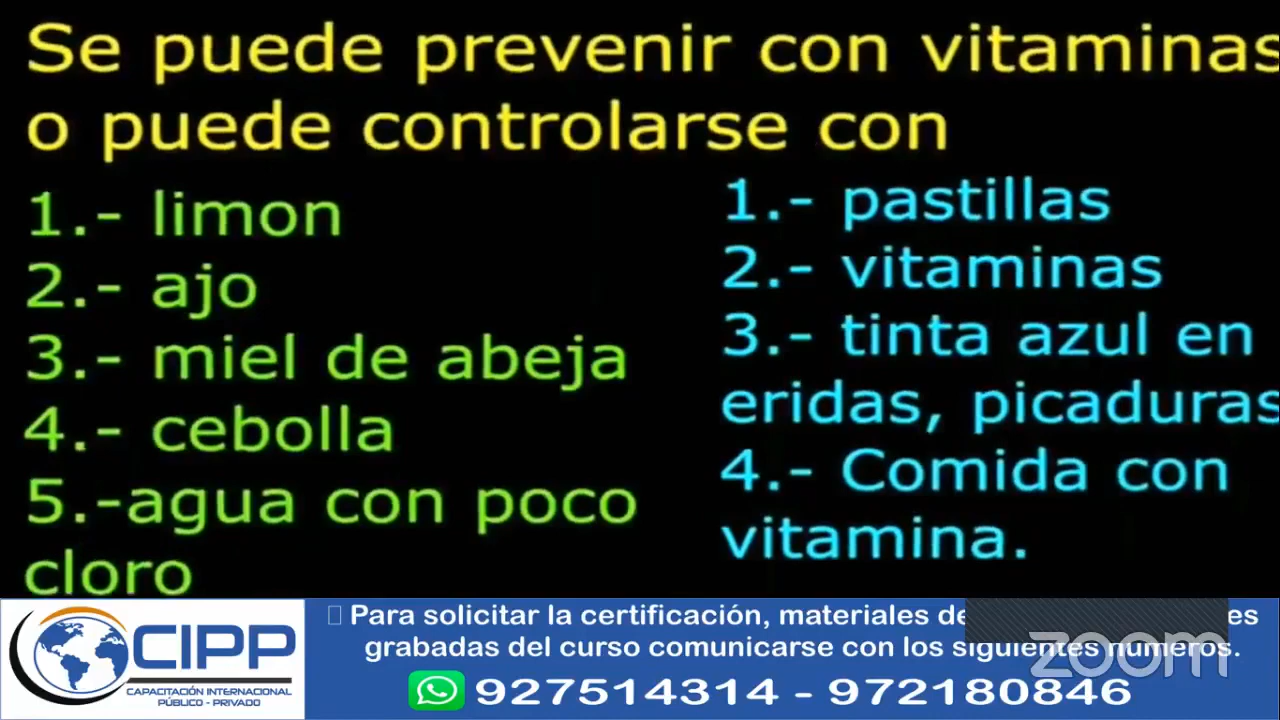 Se puede prevenir con vitaminas
o puede controlarse con
1.- limon
2.- ajo
3.- miel de abeja
4.- cebolla
5.-agua con poco
cloro
1.- pastillas
2.- vitaminas
3.- tinta azul en
eridas, picaduras
4.- Comida con
vitamina.
CIPP
CAPACITACIÓN INTERNACIONAL
PÚBLICO - PRIVADO
Para solicitar la certificación, materiales es
grabadas del curso comunicarse con los siguientes números.
927514314 - 972180846
zoom